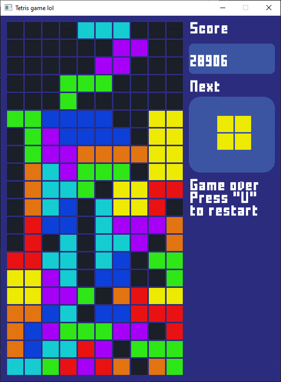 Tetris game lol
Score
28906
Next
Game over
Press "U"
to restart